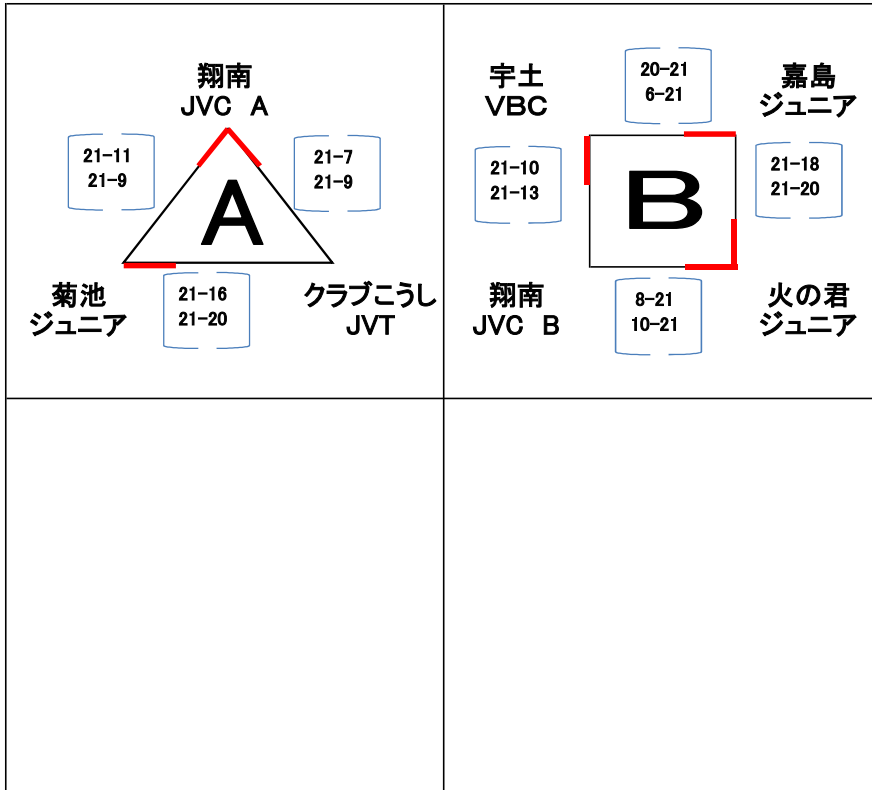 翔南
JVC A
21-11
21-9
21-7
21-9
A
菊池
ジュニア
21-16
21-20
クラブこうし
JVT
宇土
VBC
20-21
6-21
嘉島
ジュニア
21-10
21-13
B
21-18
21-20
翔南
JVC B
8-21
10-21
火の君
ジュニア